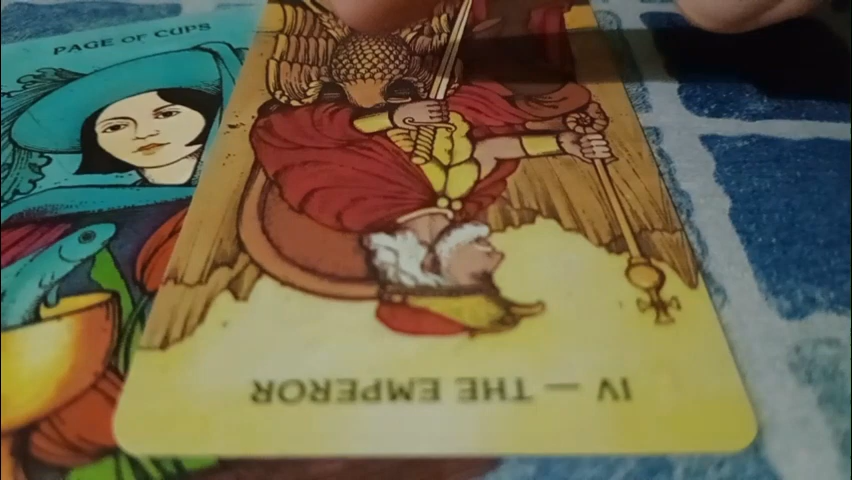 PAGE OF CUPS
IV — THE EMPEROR